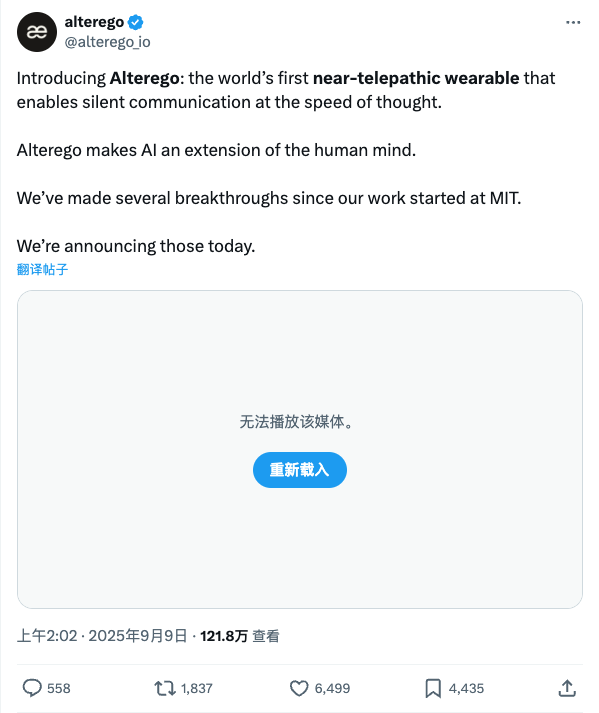 alterego
@alterego_io
Introducing Alterego: the world’s first near-telepathic wearable that
enables silent communication at the speed of thought.
Alterego makes AI an extension of the human mind.
We’ve made several breakthroughs since our work started at MIT.
We’re announcing those today.
翻译帖子
无法播放该媒体。
重新载入
上午2:02 · 2025年9月9日 · 121.8万 查看
558 1,837 6,499 4,435